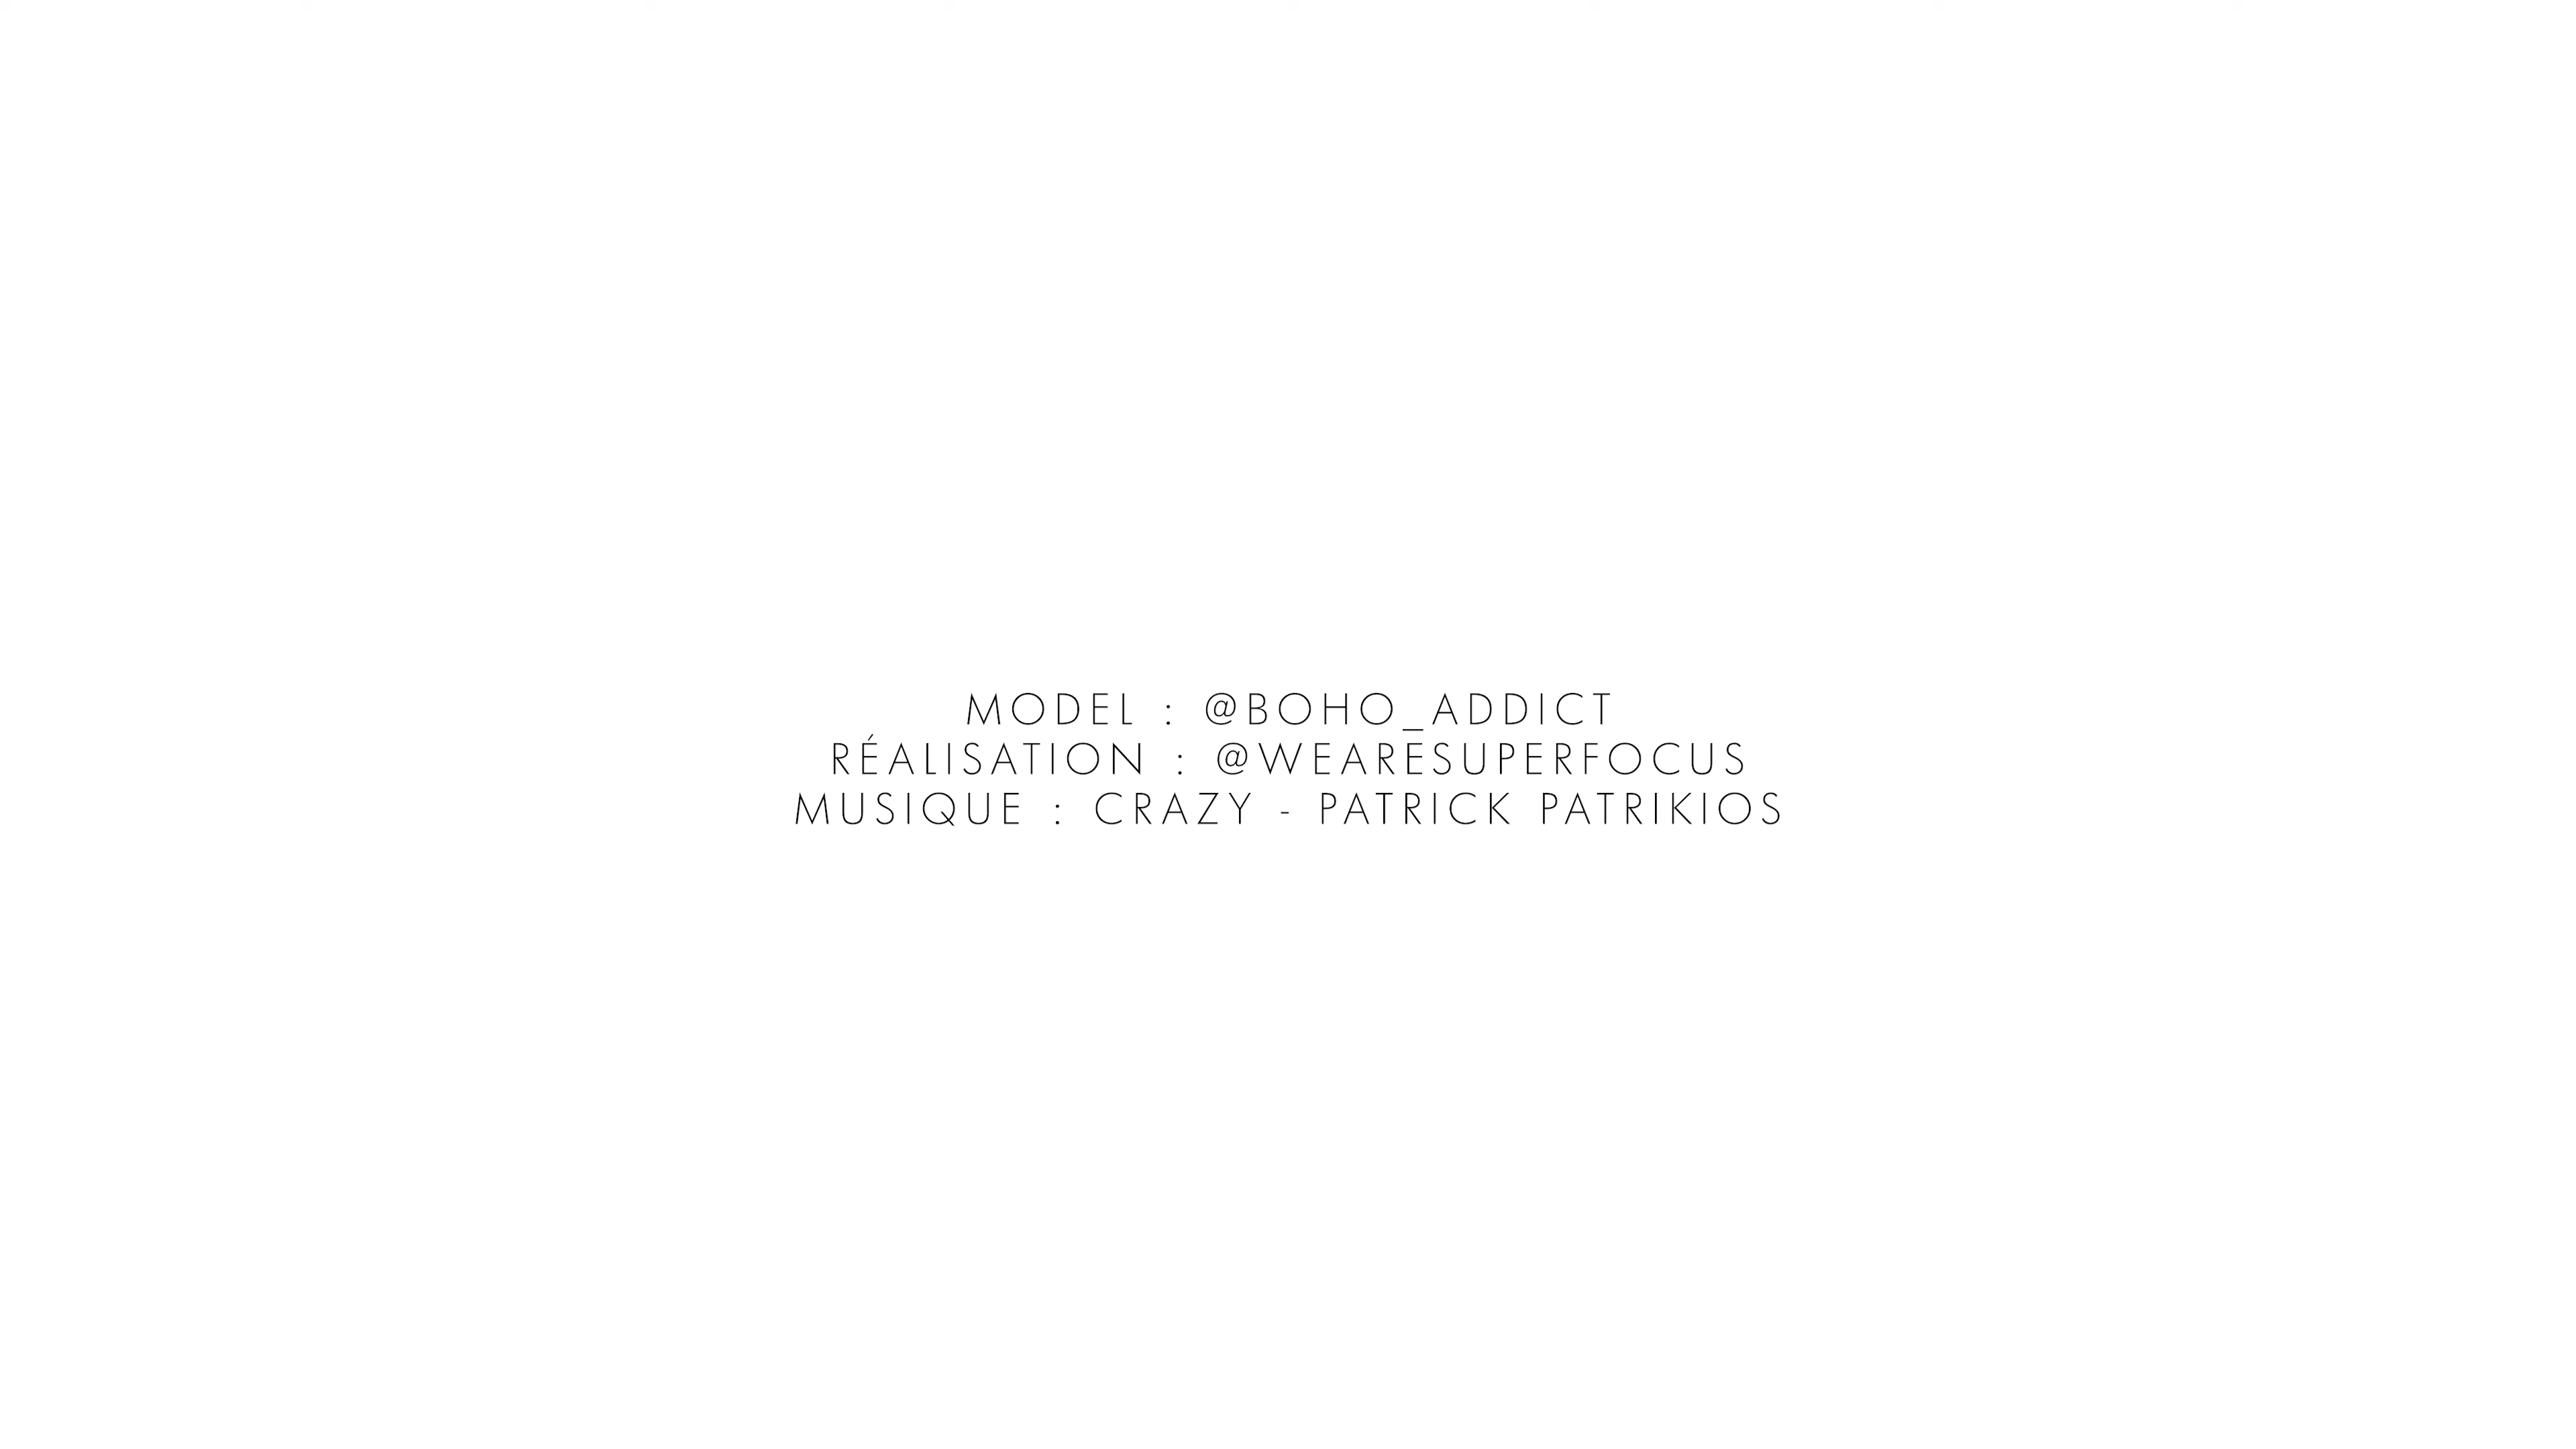 MODEL : @BOHO_ADDICT
RÉALISATION : @WEARESUPERFOCUS
MUSIQUE : CRAZY - PATRICK PATRIKIOS